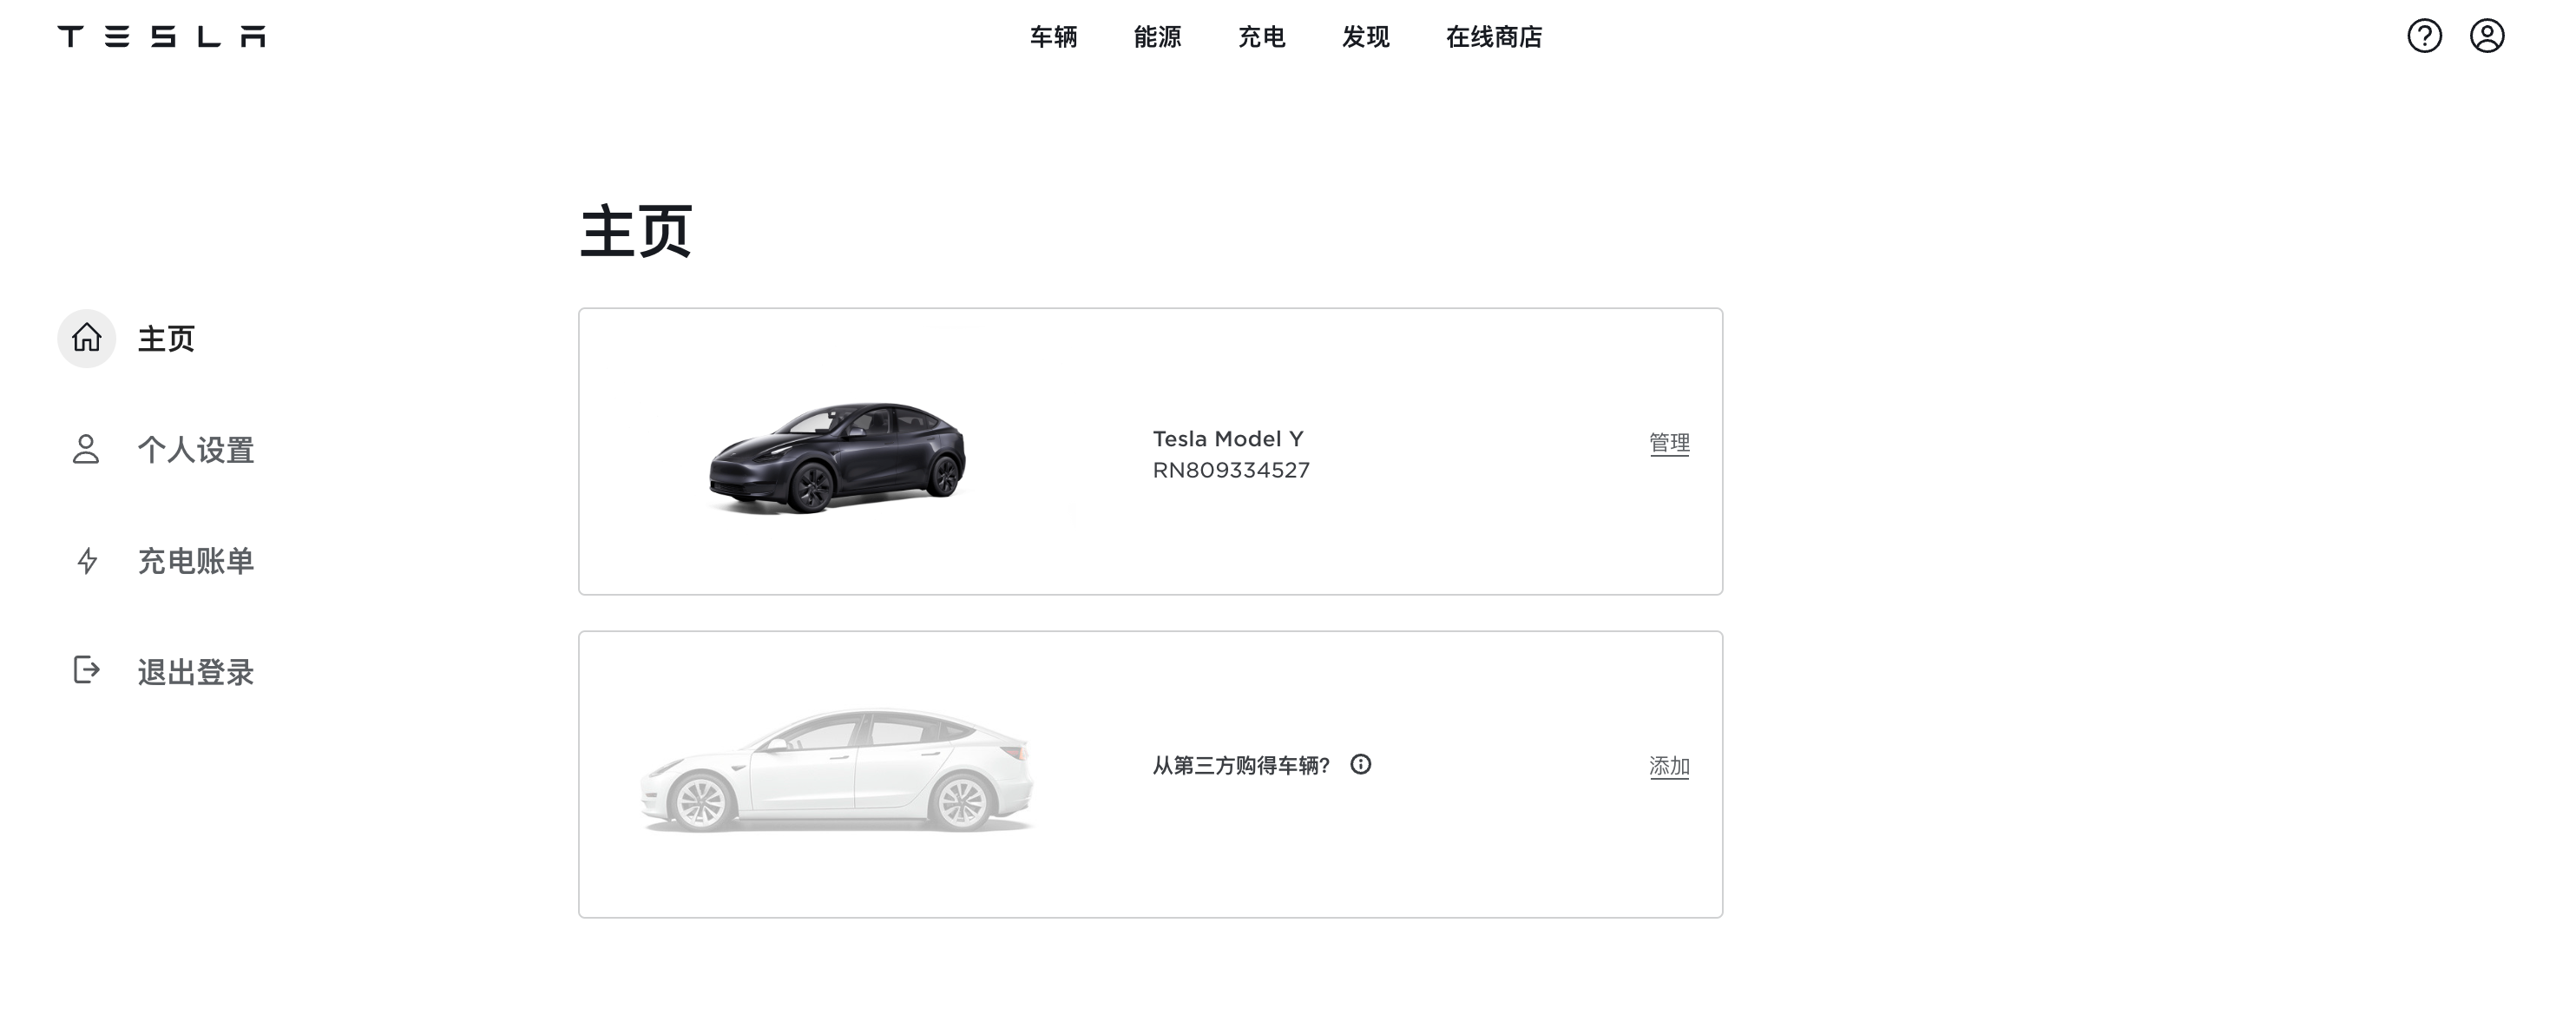 TESLA
车辆 能源 充电 发现 在线商店
主页
主页
个人设置
充电账单
退出登录
Tesla Model Y
RN809334527
管理
从第三方购得车辆?
添加